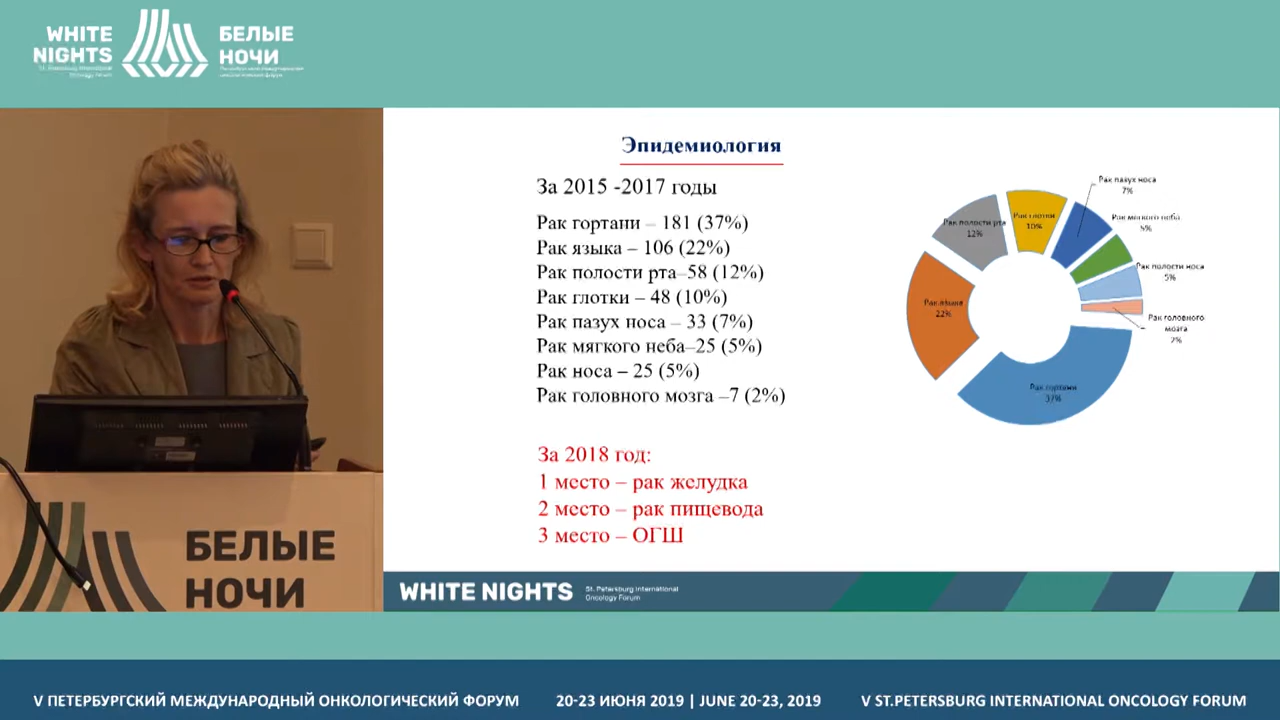 WHITE
NIGHTS
St. Petersburg International
Oncology Forum
БЕЛЫЕ
НОЧИ
Эпидемиология
За 2015 -2017 годы
Рак гортани – 181 (37%)
Рак языка – 106 (22%)
Рак полости рта–58 (12%)
Рак глотки – 48 (10%)
Рак пазух носа – 33 (7%)
Рак мягкого неба–25 (5%)
Рак носа – 25 (5%)
Рак головного мозга –7 (2%)
За 2018 год:
1 место – рак желудка
2 место – рак пищевода
3 место – ОГШ
Рак пазух носа
7%
Рак мягкого неба
5%
Рак полости носа
5%
Рак головного
мозга
2%
Рак гортани
37%
Рак языка
22%
Рак полости рта
12%
Рак глотки
10%
БЕЛЫЕ
НОЧИ
WHITE NIGHTS
St. Petersburg International
Oncology Forum
V ПЕТЕРБУРГСКИЙ МЕЖДУНАРОДНЫЙ ОНКОЛОГИЧЕСКИЙ ФОРУМ
20-23 ИЮНЯ 2019 | JUNE 20-23, 2019
V ST.PETERSBURG INTERNATIONAL ONCOLOGY FORUM